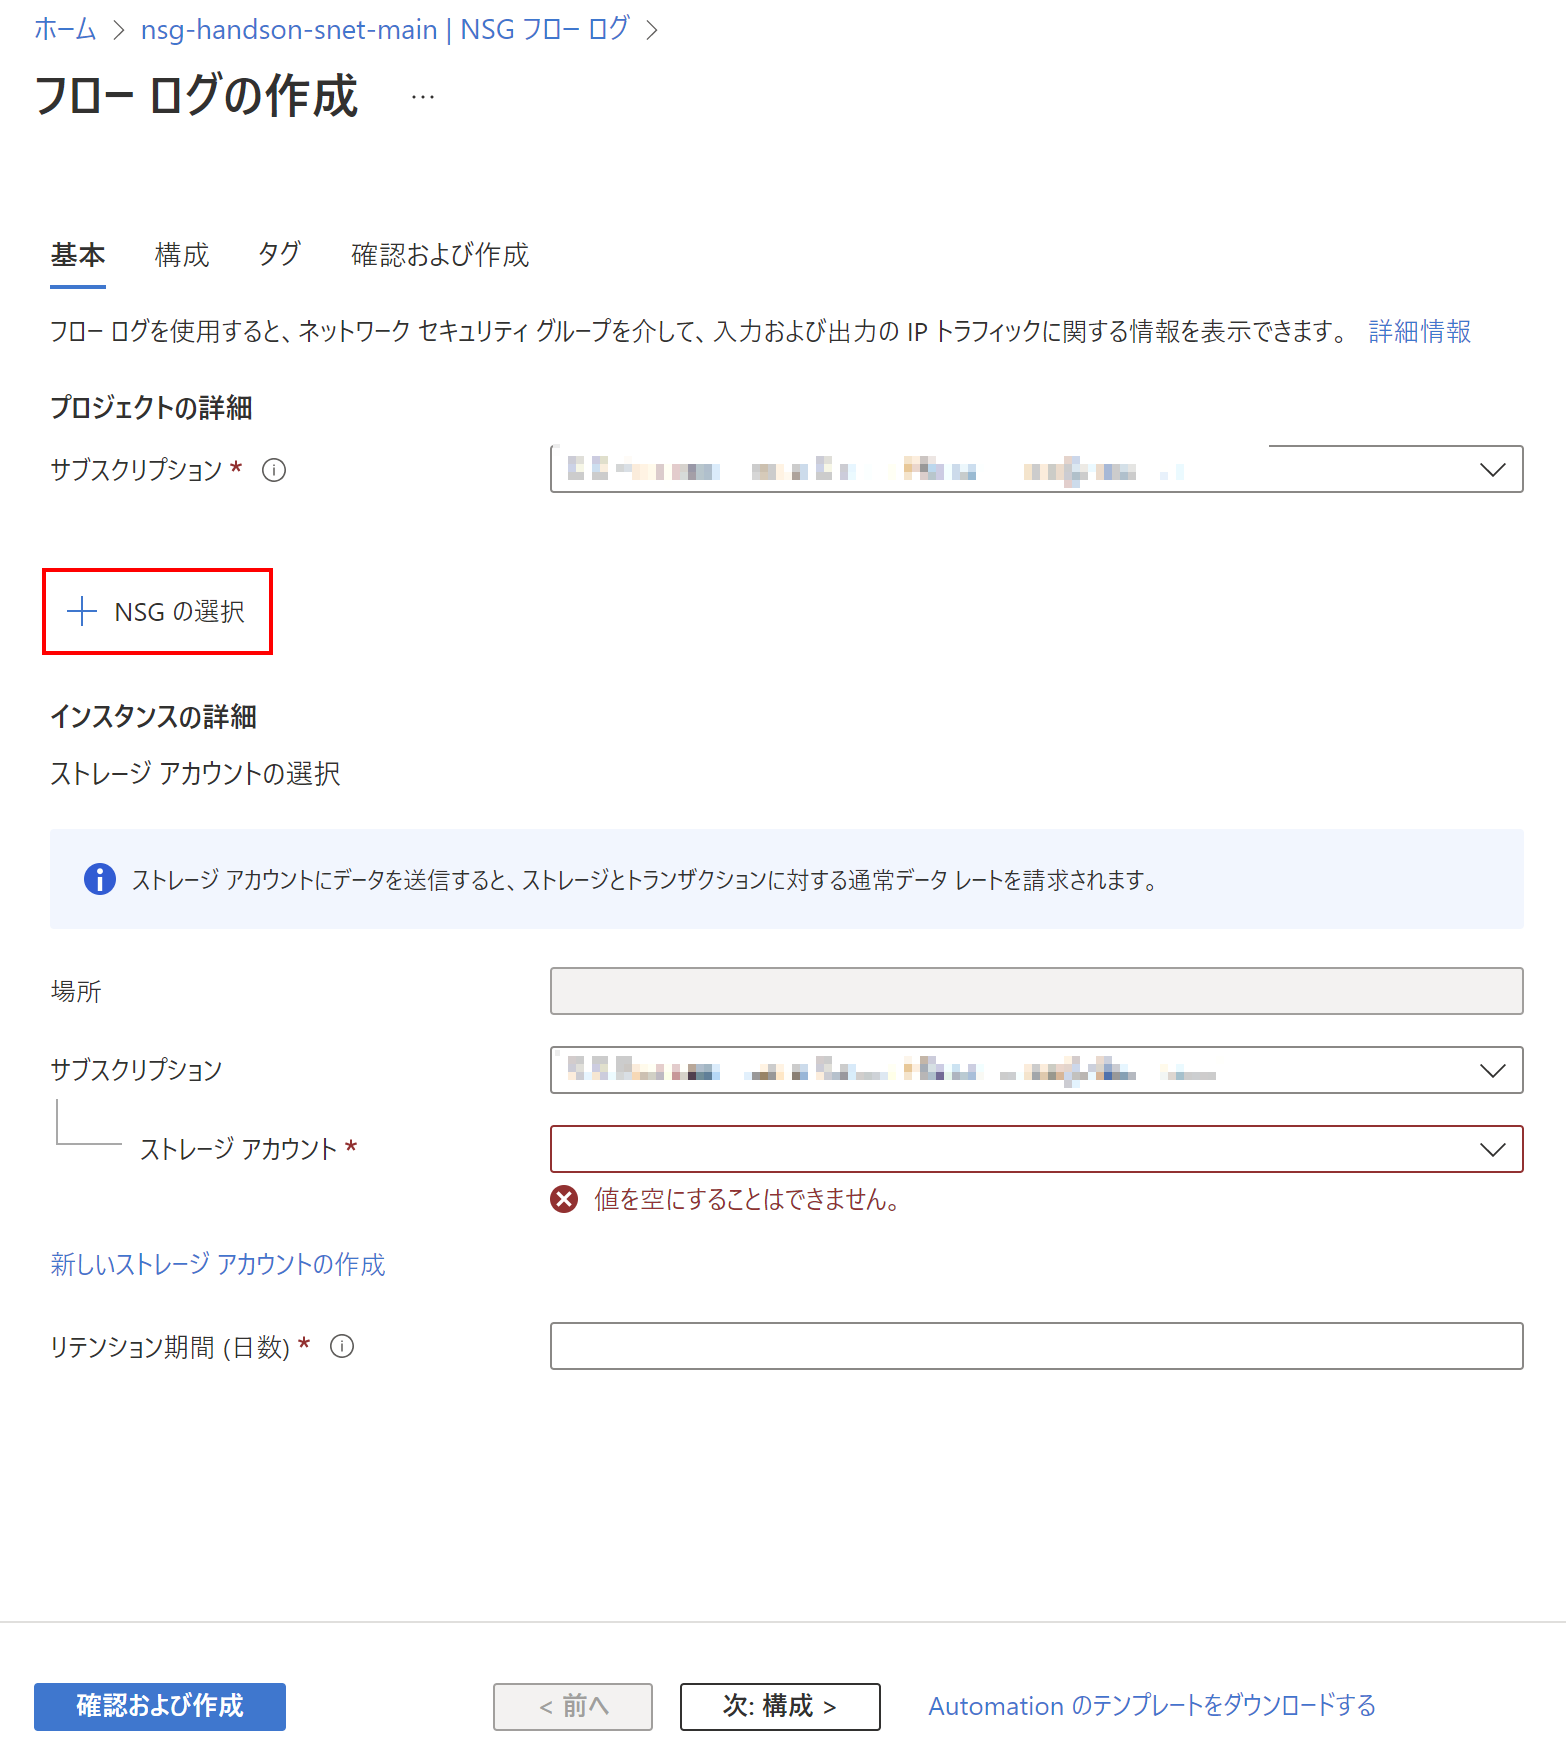 ホーム > nsg-handson-snet-main | NSG フロー ログ >
フロー ログの作成 …
基本 構成 タグ 確認および作成
フロー ログを使用すると、ネットワーク セキュリティ グループを介して、入力および出力の IP トラフィックに関する情報を表示できます。 詳細情報
プロジェクトの詳細
サブスクリプション *
NSG の選択
インスタンスの詳細
ストレージ アカウントの選択
ストレージ アカウントにデータを送信すると、ストレージとトランザクションに対する通常データ レートを請求されます。
場所
サブスクリプション
ストレージ アカウント *
値を空にすることはできません。
新しいストレージ アカウントの作成
リテンション期間 (日数) *
確認および作成 < 前へ 次: 構成 > Automation のテンプレートをダウンロードする